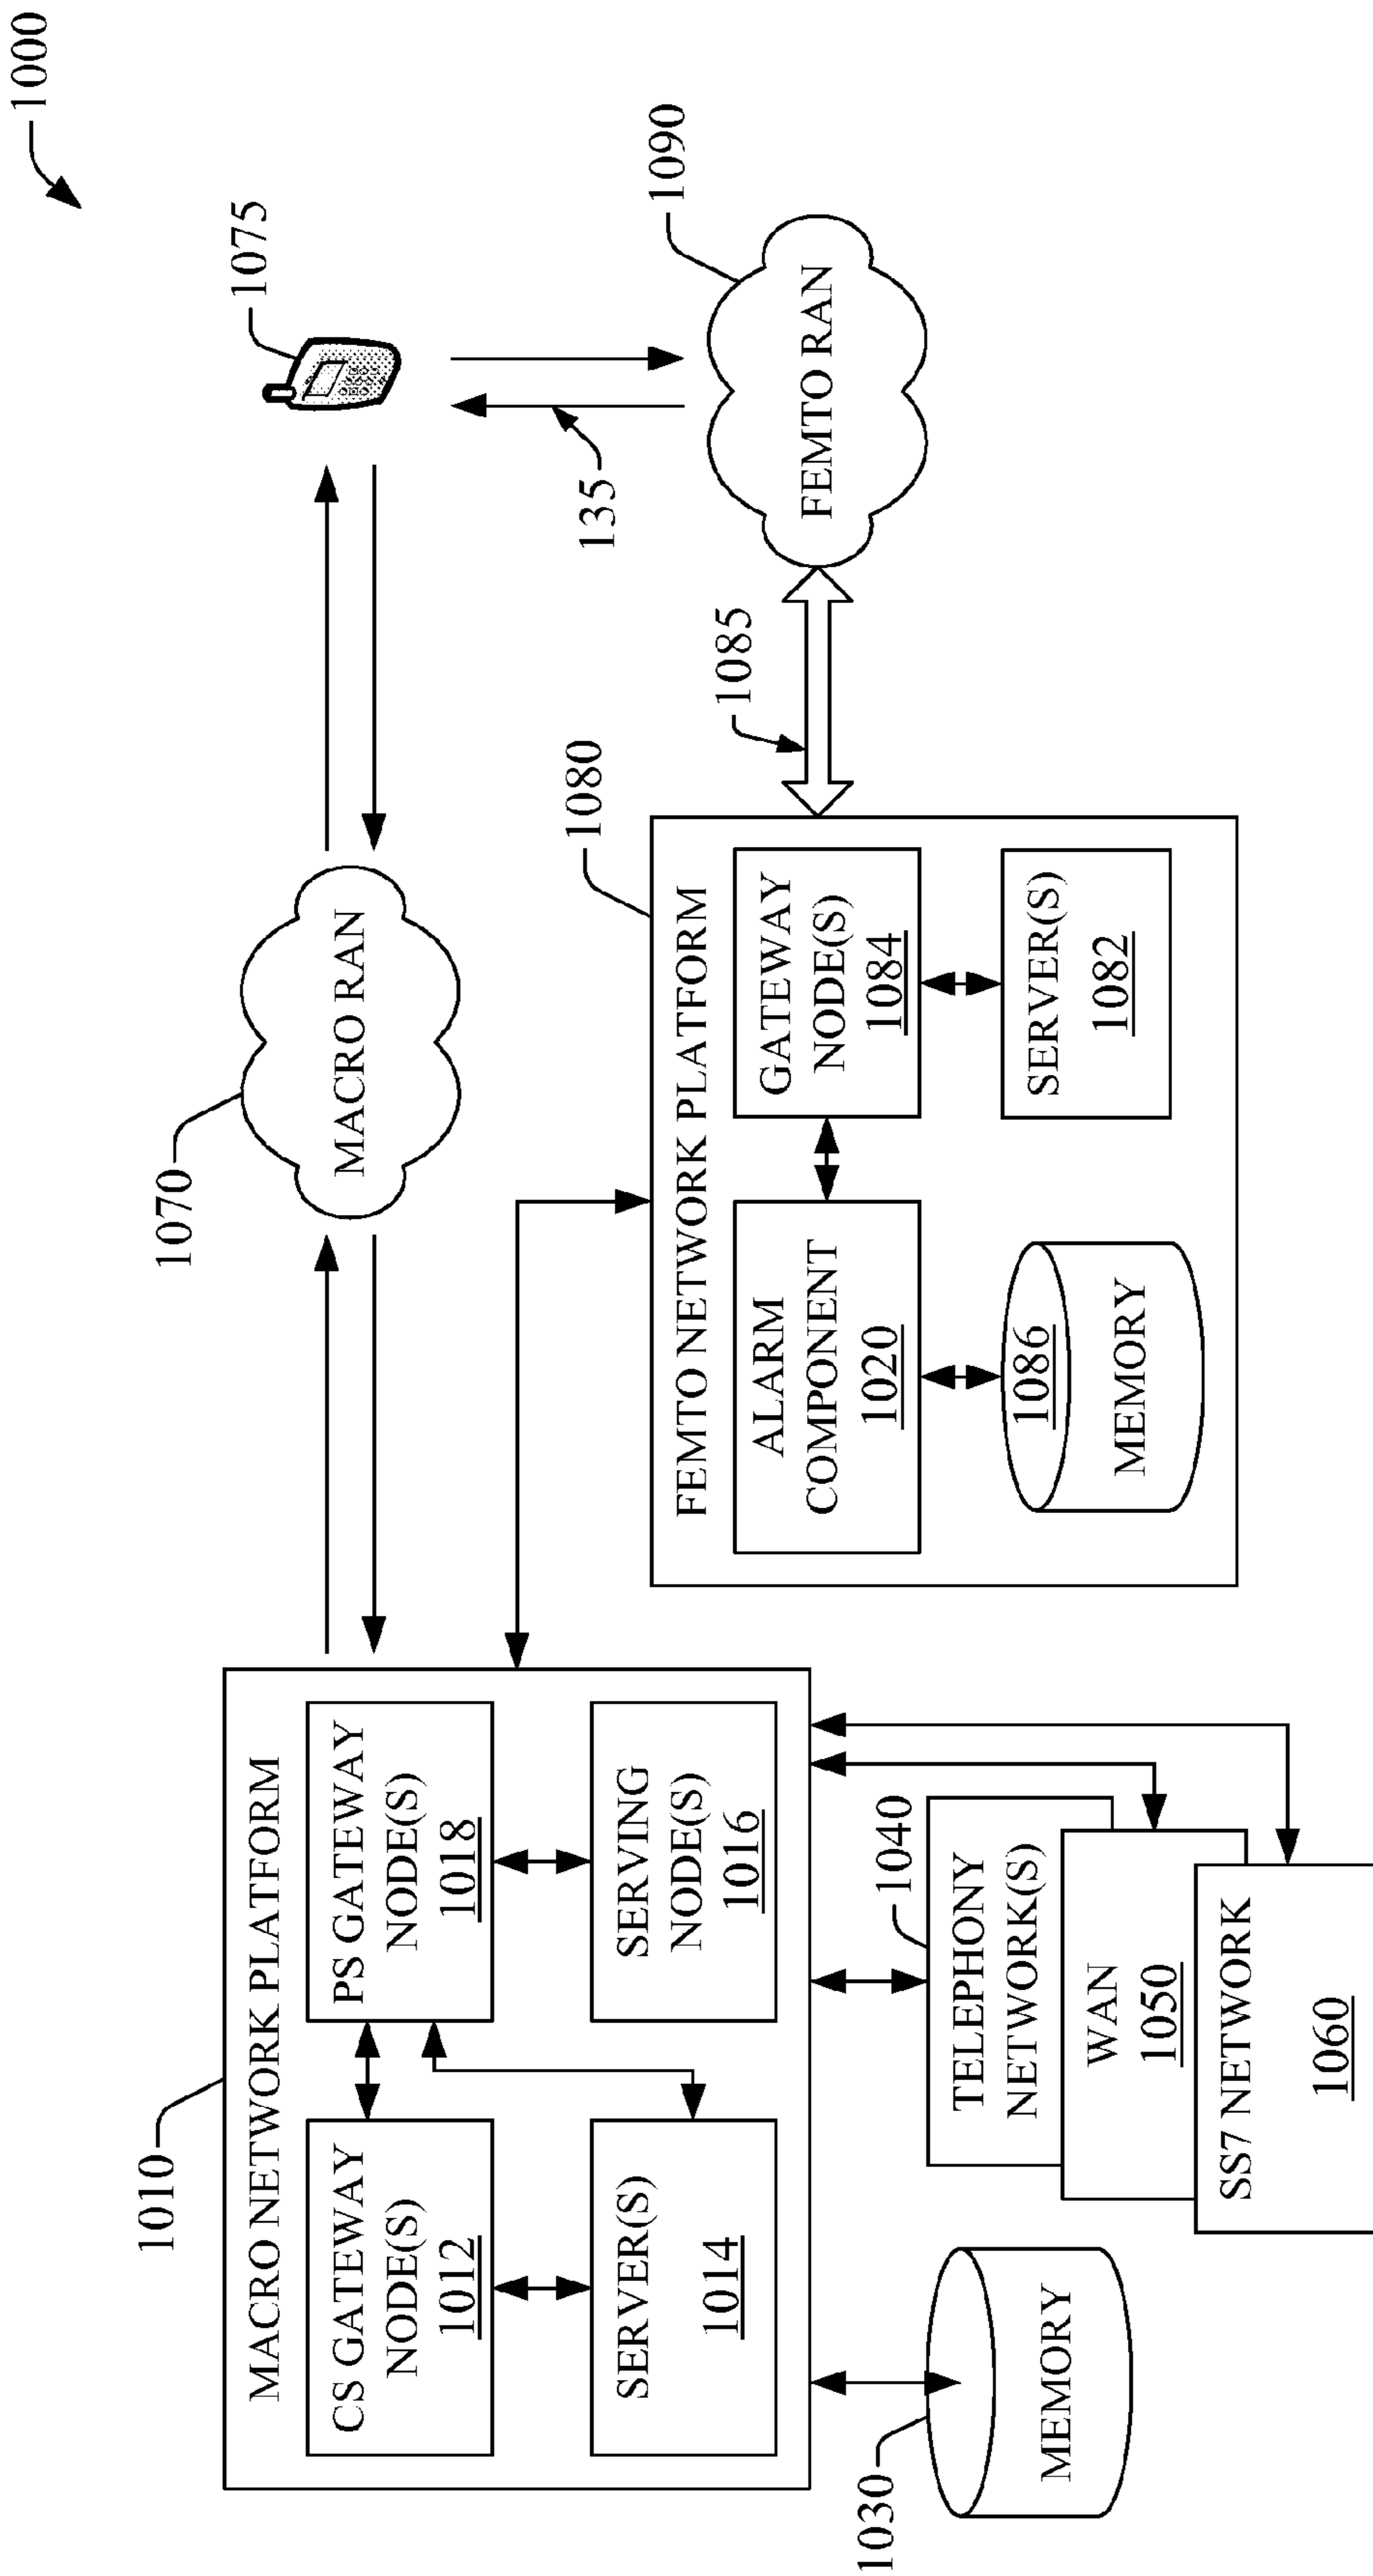 1000
1010
MACRO NETWORK PLATFORM
CS GATEWAY
NODE(S)
1012
PS GATEWAY
NODE(S)
1018
SERVER(S)
1014
SERVING
NODE(S)
1016
1030
MEMORY
1040
TELEPHONY
NETWORK(S)
WAN
1050
SS7 NETWORK
1060
1070
MACRO RAN
1075
135
1080
FEMTO NETWORK PLATFORM
ALARM
COMPONENT
1020
GATEWAY
NODE(S)
1084
1086
MEMORY
SERVER(S)
1082
1085
1090
FEMTO RAN